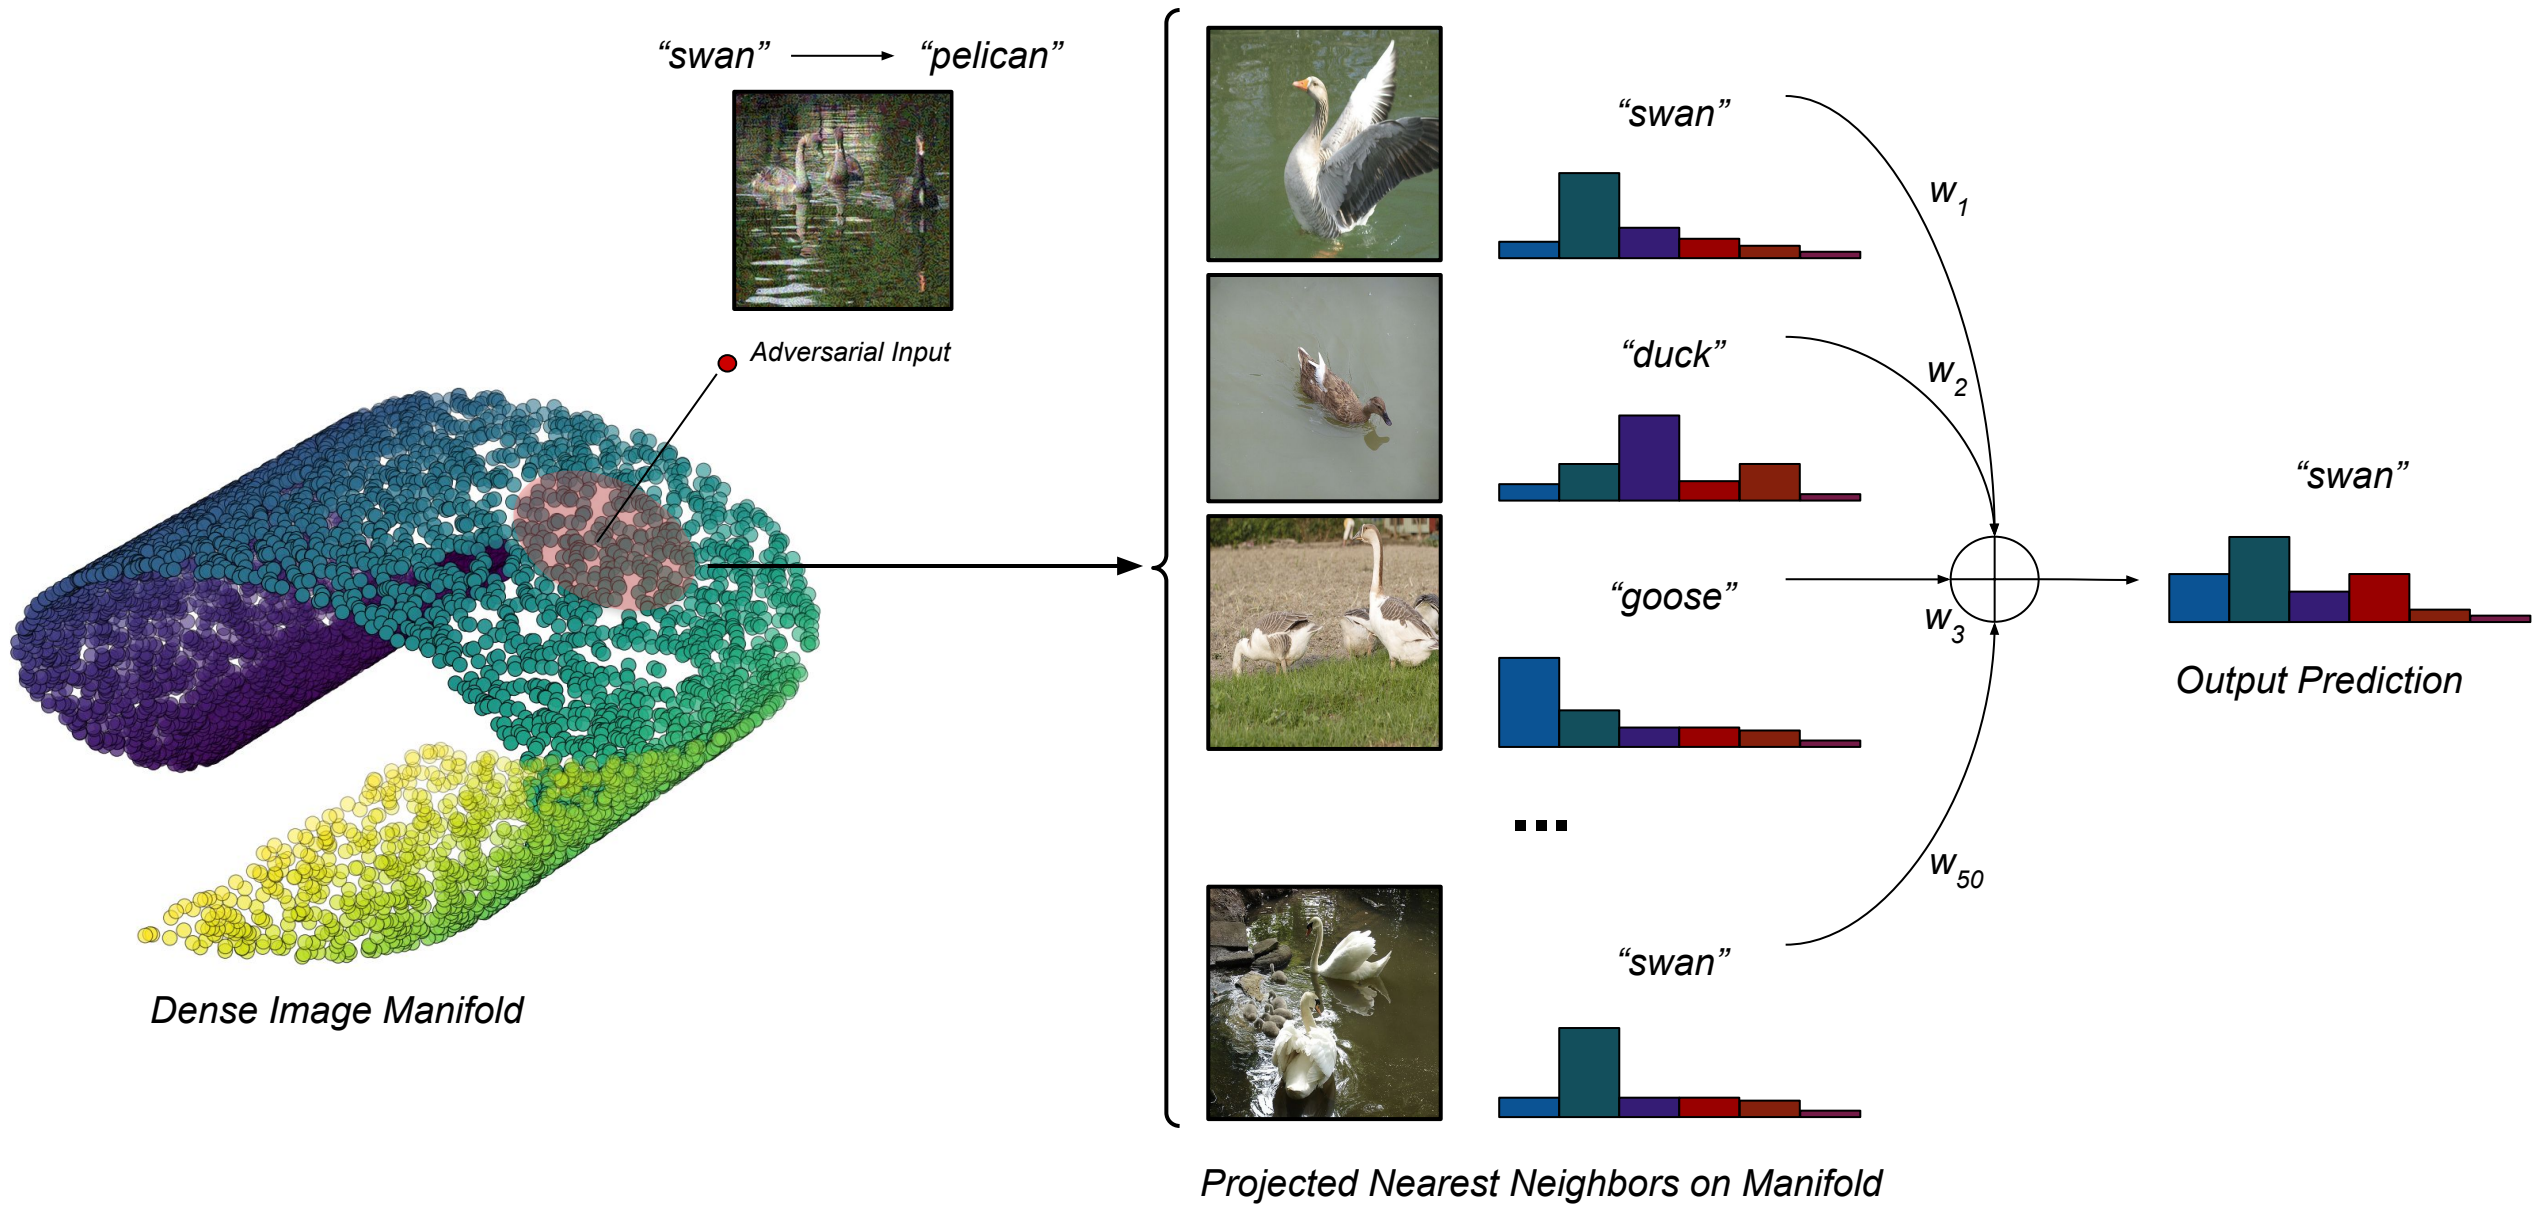 “swan” “pelican”
Adversarial Input
Dense Image Manifold
“swan”
w1
“duck”
w2
“goose”
w3
...
“swan”
w50
Projected Nearest Neighbors on Manifold
“swan”
Output Prediction